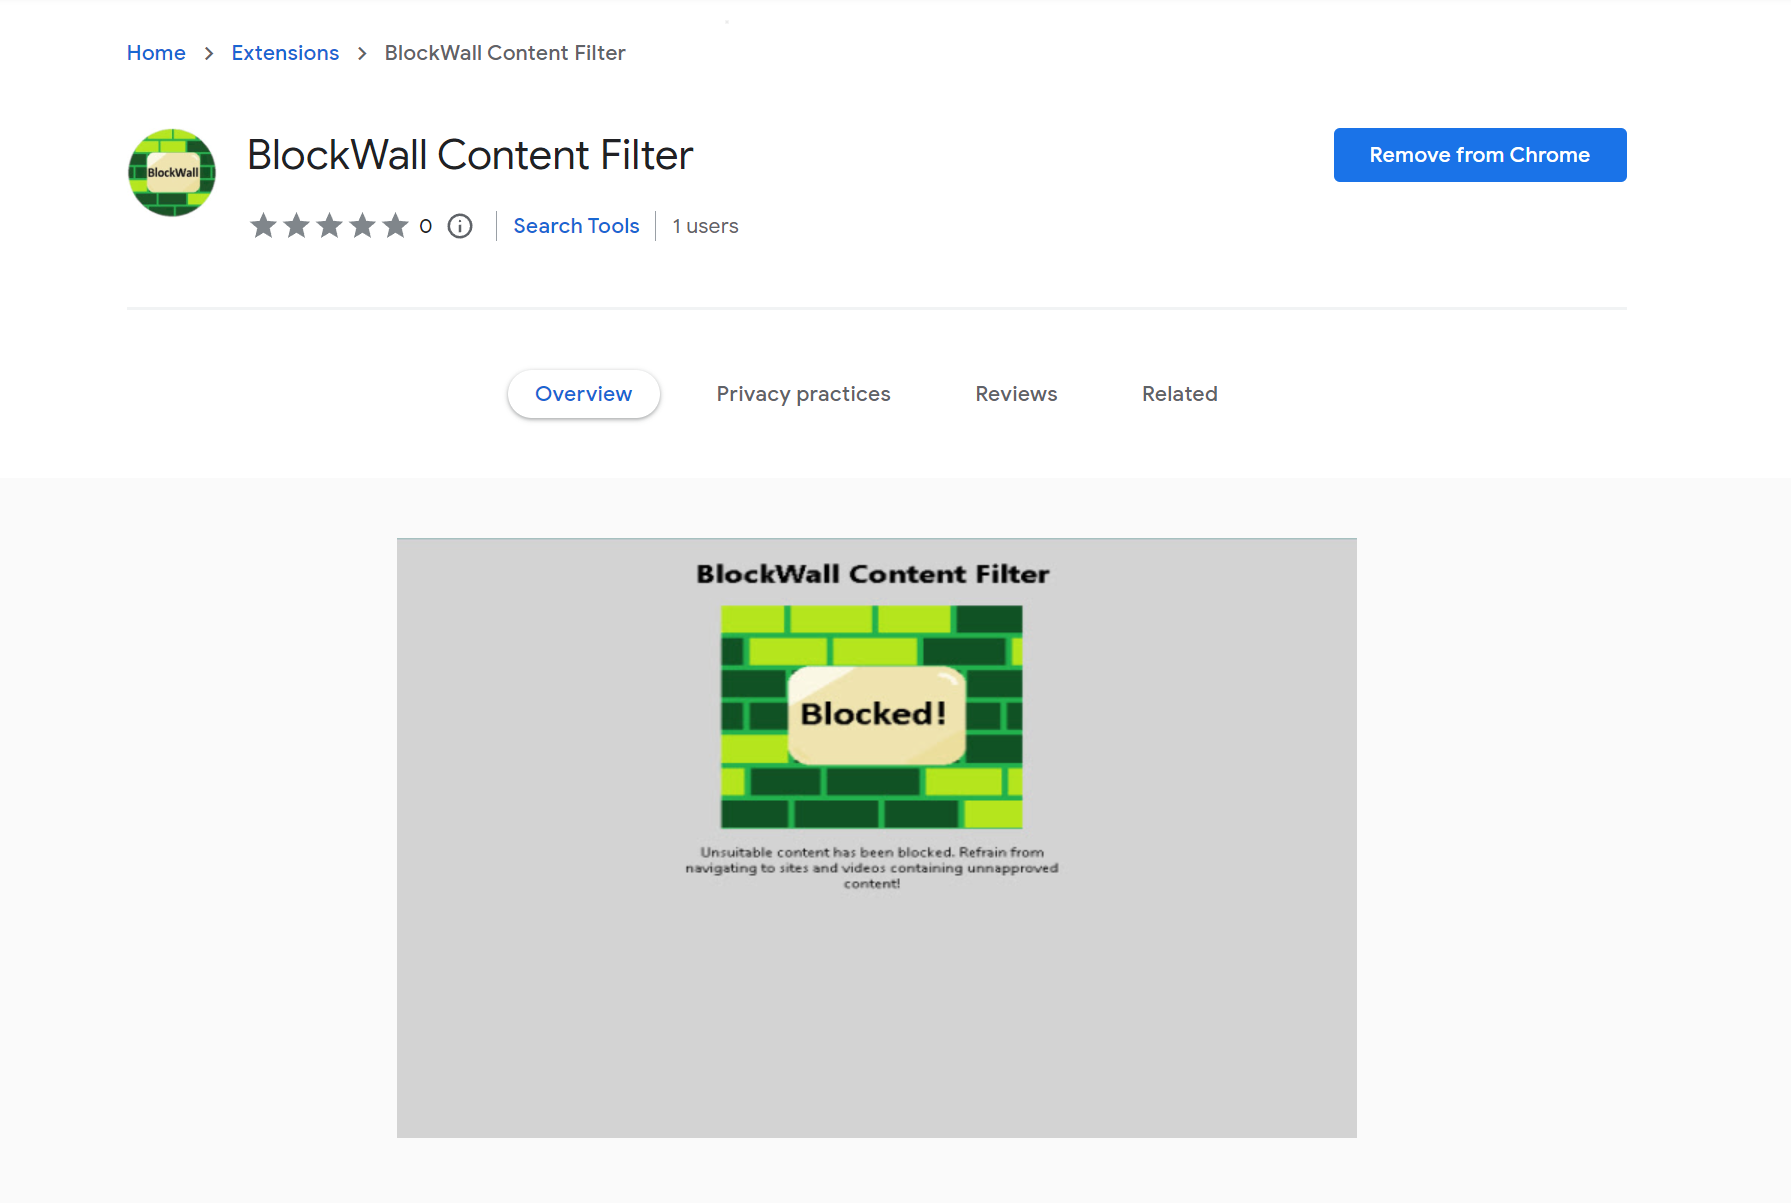 Home > Extensions > BlockWall Content Filter
BlockWall
BlockWall Content Filter
Remove from Chrome
0
Search Tools
1 users
Overview
Privacy practices
Reviews
Related
BlockWall Content Filter
Blocked!
Unsuitable content has been blocked. Refrain from
navigating to sites and videos containing unnapproved
content!